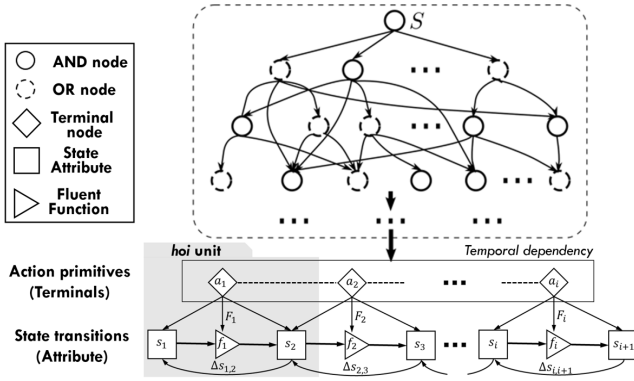 S
AND node
OR node
Terminal
node
State
Attribute
Fluent
Function
hoi unit
Temporal dependency
Action primitives
(Terminals)
a1 a2 ai
F1 F2 Fi
State transitions
(Attribute)
s1 f1 s2 f2 s3 si fi si+1
Δs1,2 Δs2,3 Δsi,i+1